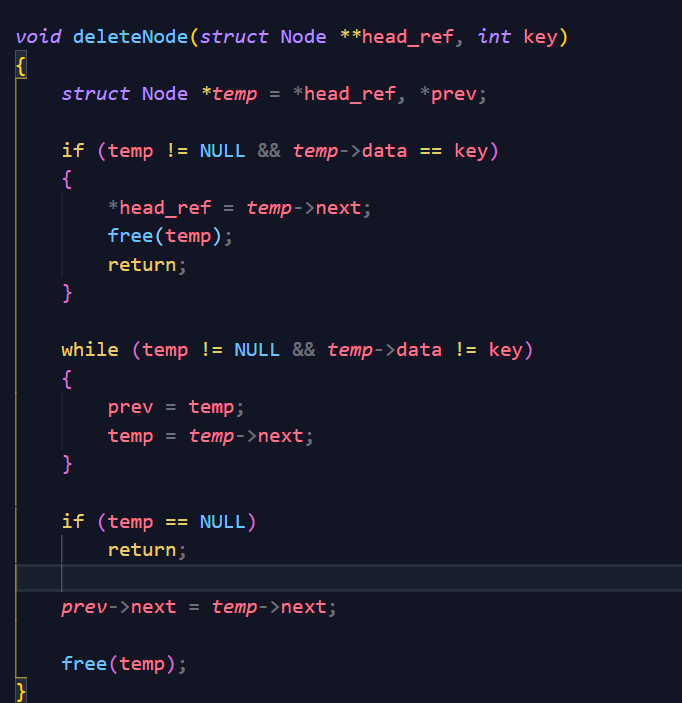 void deleteNode(struct Node **head_ref, int key)
{
    struct Node *temp = *head_ref, *prev;

    if (temp != NULL && temp->data == key)
    {
        *head_ref = temp->next;
        free(temp);
        return;
    }

    while (temp != NULL && temp->data != key)
    {
        prev = temp;
        temp = temp->next;
    }

    if (temp == NULL)
        return;

    prev->next = temp->next;

    free(temp);
}